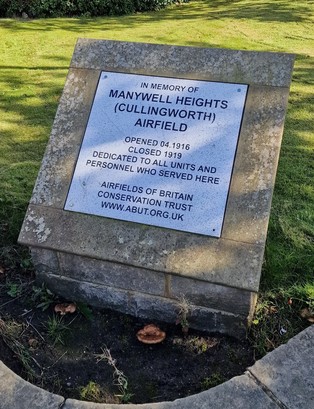 IN MEMORY OF
MANYWELL HEIGHTS
(CULLINGWORTH)
AIRFIELD
OPENED 04.1916
CLOSED 1919
DEDICATED TO ALL UNITS AND
PERSONNEL WHO SERVED HERE
AIRFIELDS OF BRITAIN
CONSERVATION TRUST
WWW.ABUT.ORG.UK